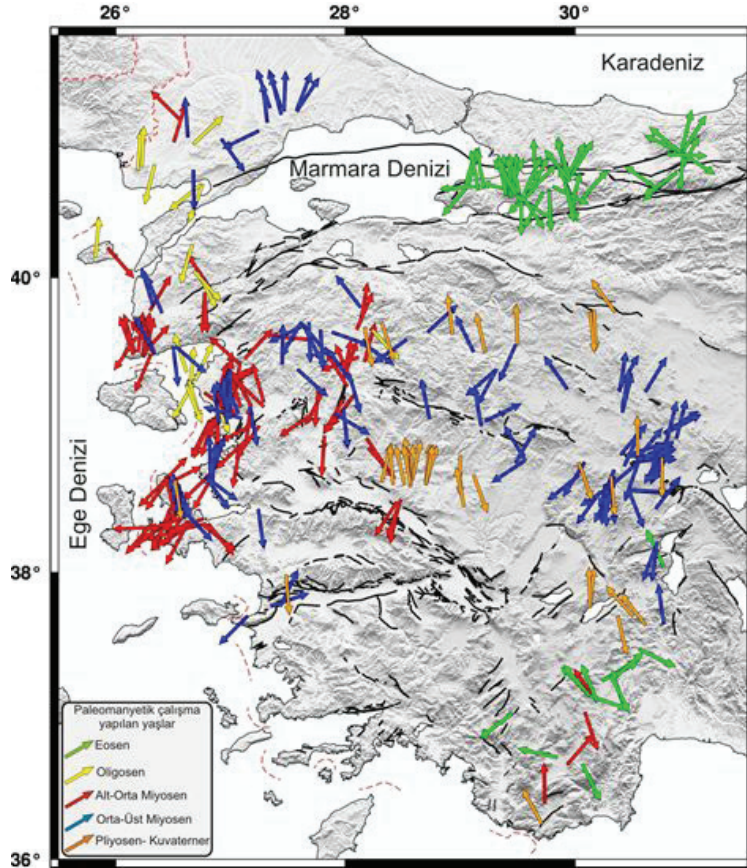 26° 28° 30°
Karadeniz
Marmara Denizi
40°
Ege Denizi
38°
Paleomanyetik çalışma
yapılan yaşlar
Eosen
Oligosen
Alt-Orta Miyosen
Orta-Üst Miyosen
Pliyosen- Kuvaterner
36°